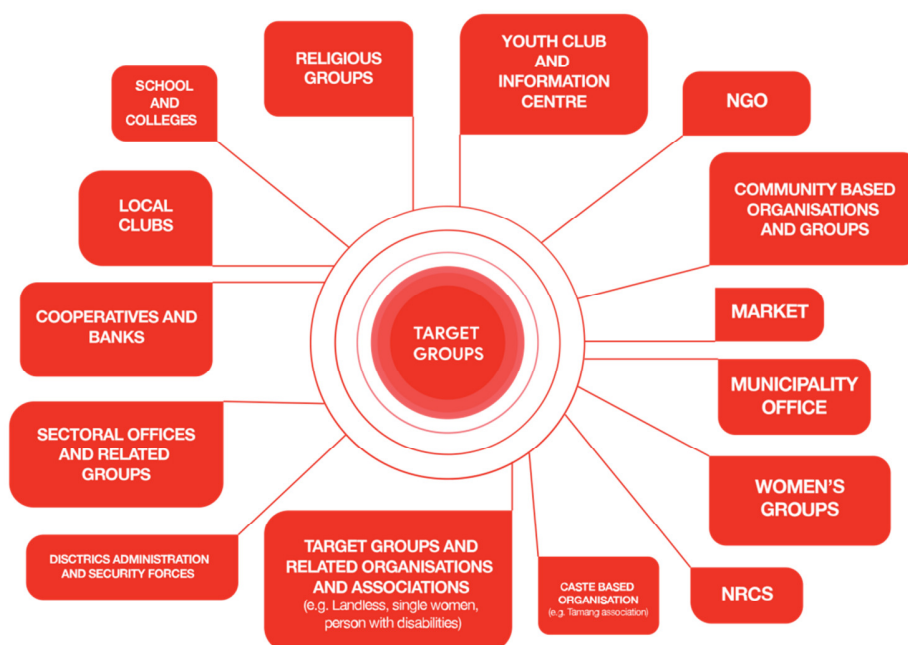 RELIGIOUS
GROUPS
YOUTH CLUB
AND
INFORMATION
CENTRE
SCHOOL
AND
COLLEGES
NGO
LOCAL
CLUBS
COMMUNITY BASED
ORGANISATIONS
AND GROUPS
COOPERATIVES AND
BANKS
TARGET
GROUPS
MARKET
MUNICIPALITY
OFFICE
SECTORAL OFFICES
AND RELATED
GROUPS
WOMEN'S
GROUPS
DISCTRICS ADMINISTRATION
AND SECURITY FORCES
TARGET GROUPS AND
RELATED ORGANISATIONS
AND ASSOCIATIONS
(e.g. Landless, single women,
person with disabilities)
CASTE BASED
ORGANISATION
(e.g. Tamang association)
NRCS